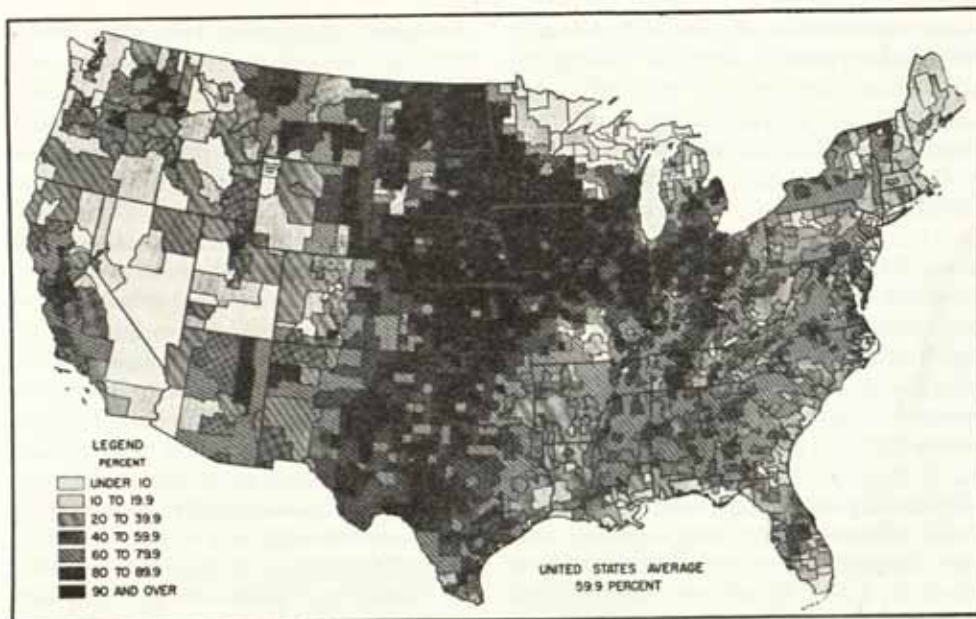 LEGEND
PERCENT
UNDER 10
10 TO 19.9
20 TO 39.9
40 TO 59.9
60 TO 79.9
80 TO 89.9
90 AND OVER
UNITED STATES AVERAGE
59.9 PERCENT